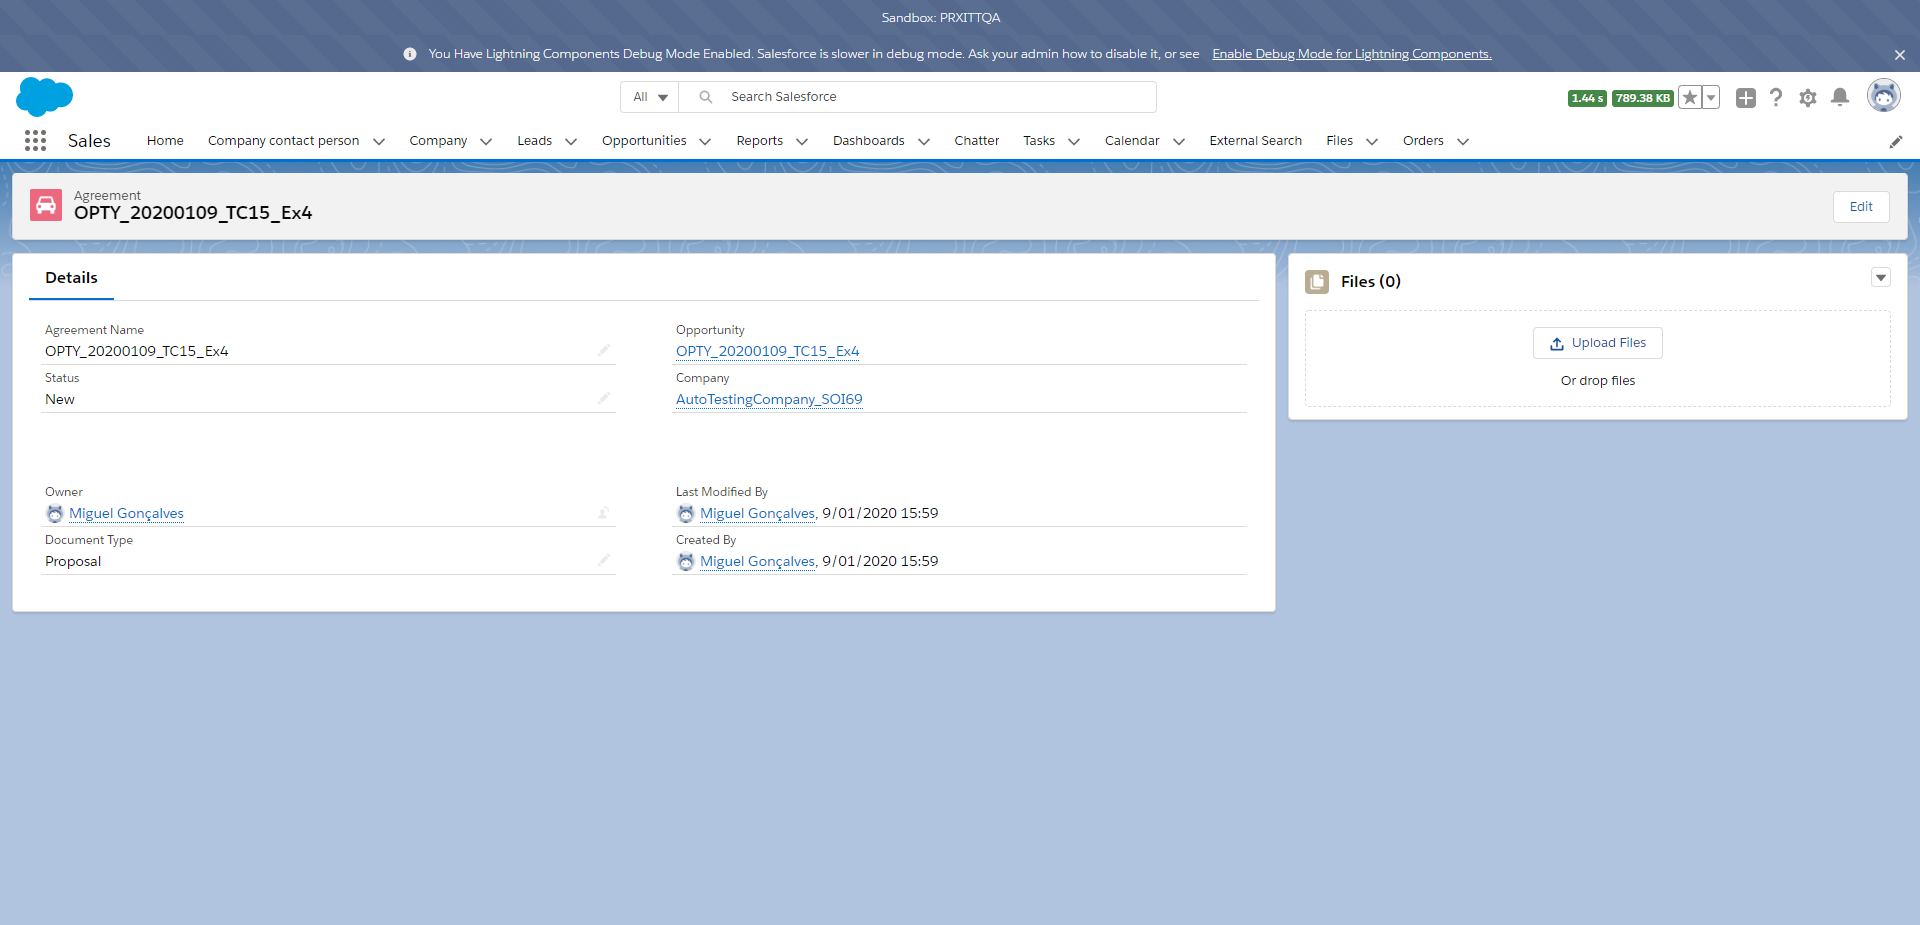 Sandbox: PRXITTQA
You Have Lightning Components Debug Mode Enabled. Salesforce is slower in debug mode. Ask your admin how to disable it, or see Enable Debug Mode for Lightning Components.
All Search Salesforce 1.44 s 789.38 KB
Sales Home Company contact person Company Leads Opportunities Reports Dashboards Chatter Tasks Calendar External Search Files Orders
Agreement
OPTY_20200109_TC15_Ex4
Edit
Details
Agreement Name
OPTY_20200109_TC15_Ex4
Opportunity
OPTY_20200109_TC15_Ex4
Status
New
Company
AutoTestingCompany_SOI69
Owner
Miguel Gonçalves
Last Modified By
Miguel Gonçalves, 9/01/2020 15:59
Document Type
Proposal
Created By
Miguel Gonçalves, 9/01/2020 15:59
Files (0)
Upload Files
Or drop files